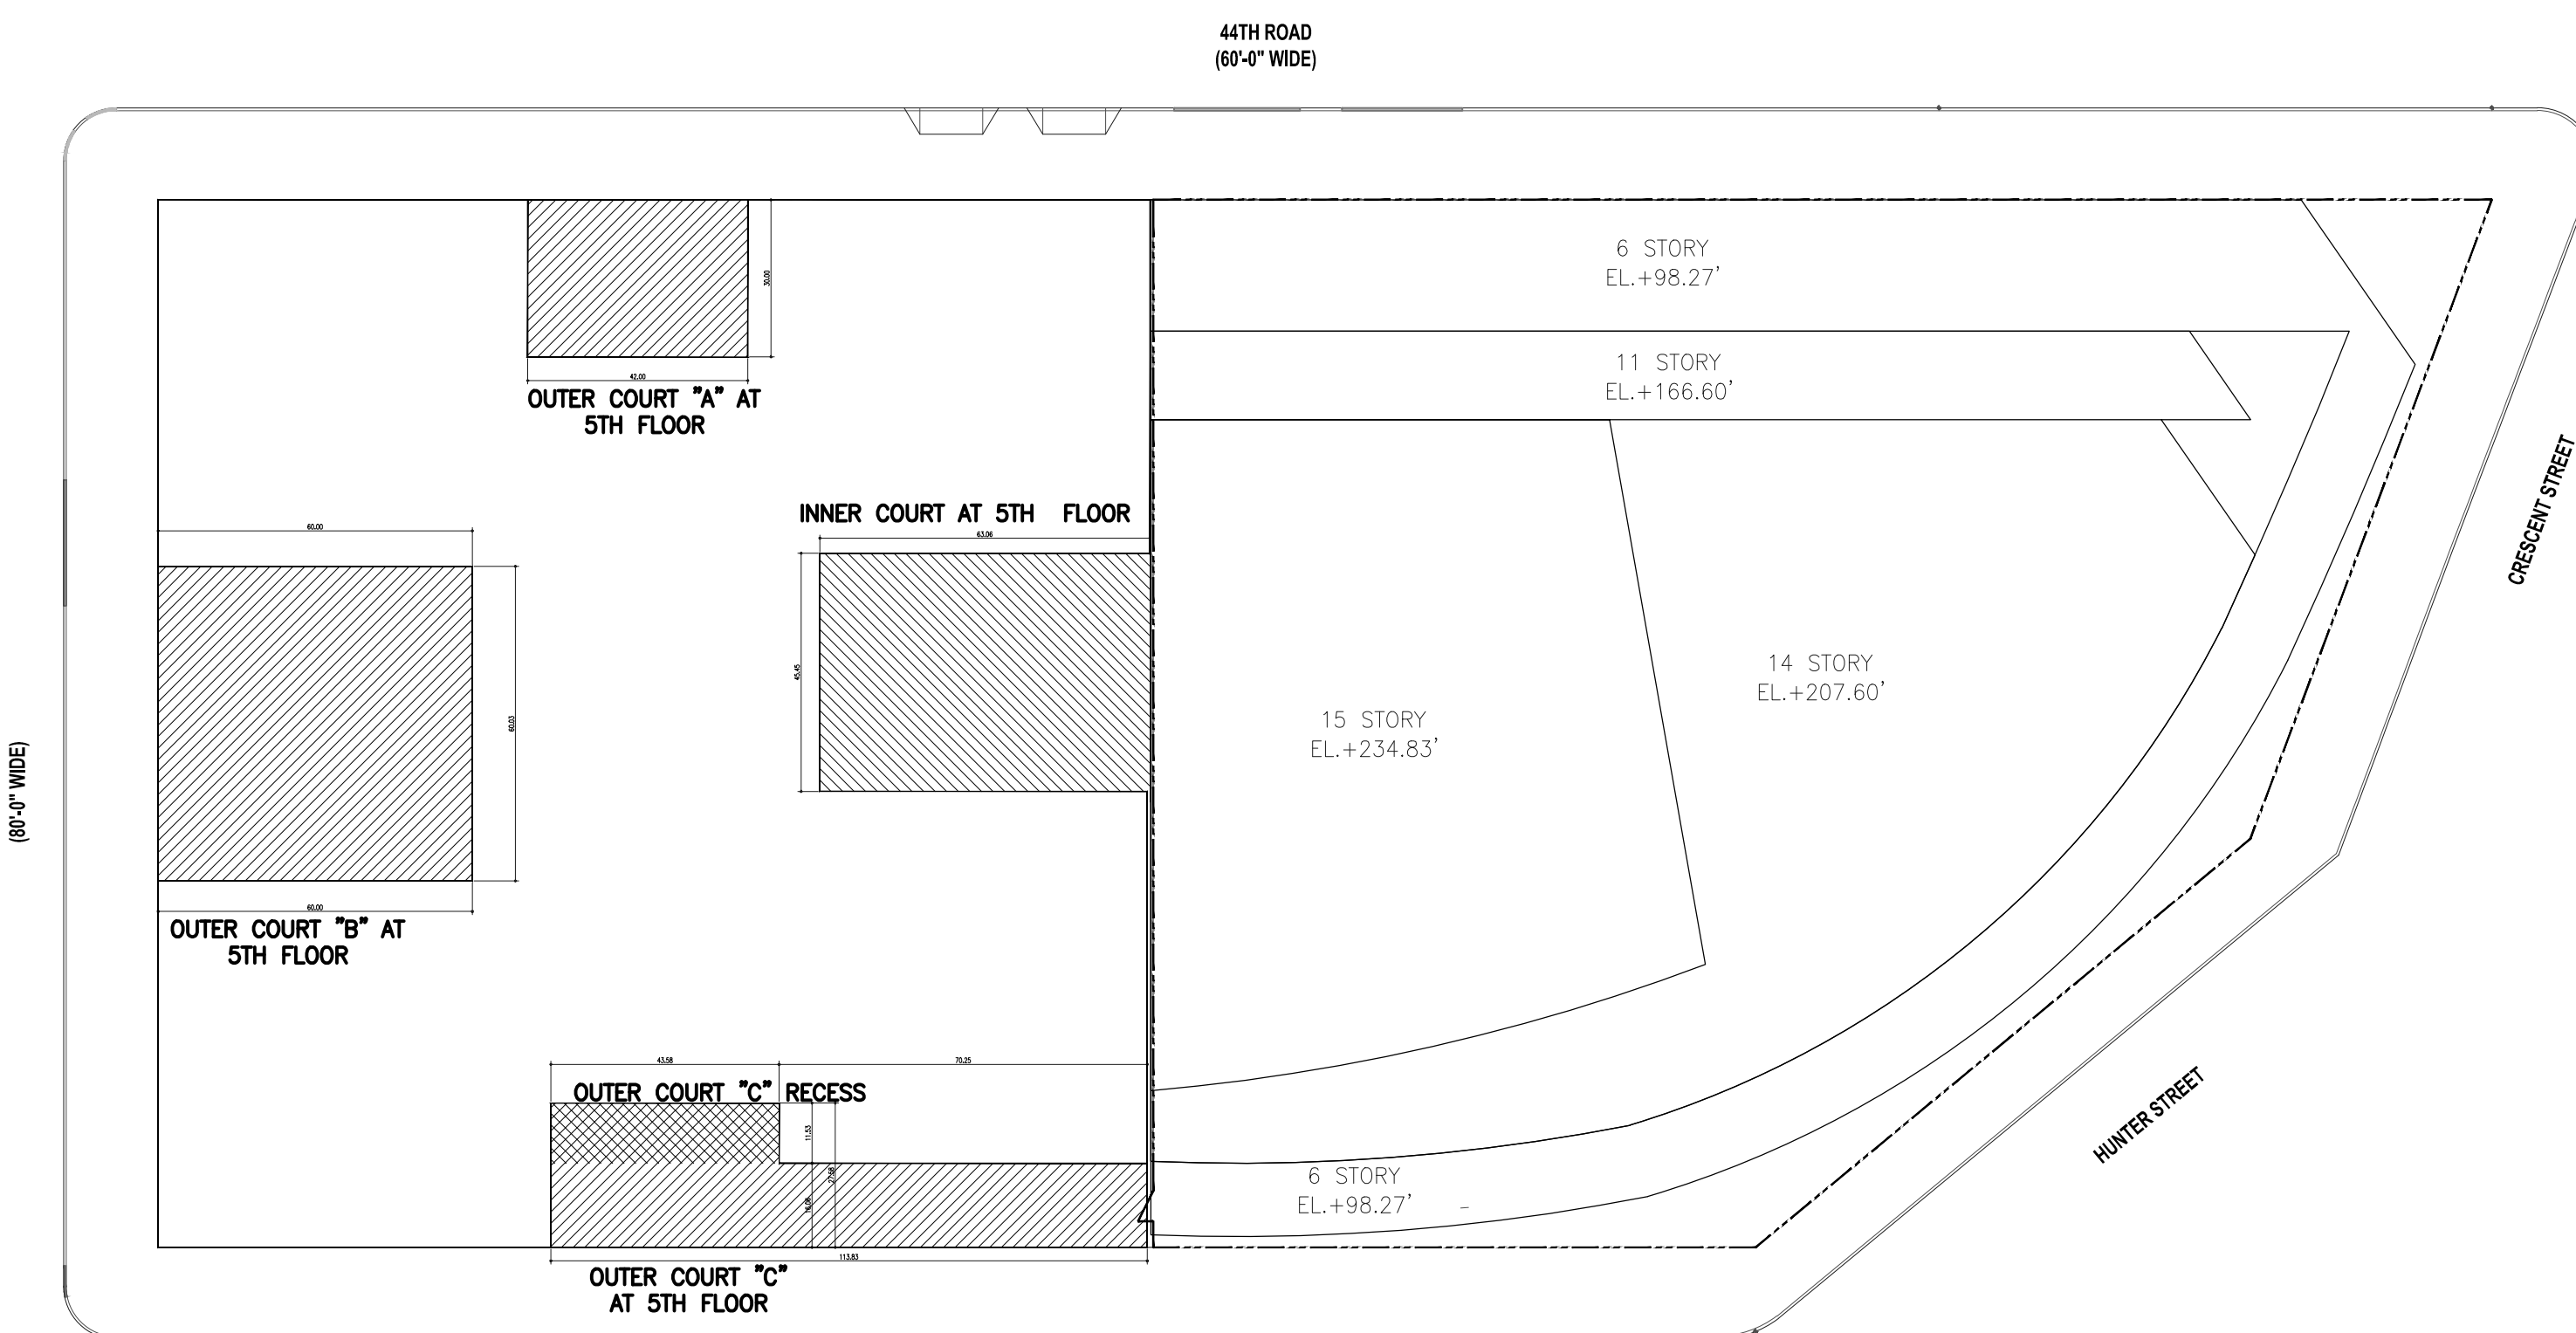 44TH ROAD
(60'-0" WIDE)
6 STORY
EL.+98.27'
30.00
11 STORY
EL.+166.60'
42.00
OUTER COURT "A" AT
5TH FLOOR
INNER COURT AT 5TH FLOOR
63.06
60.00
CRESCENT STREET
45.45
60.03
14 STORY
EL.+207.60'
15 STORY
EL.+234.83'
(80'-0" WIDE)
60.00
OUTER COURT "B" AT
5TH FLOOR
43.58
70.25
OUTER COURT "C" RECESS
11.53
27.58
16.06
HUNTER STREET
6 STORY
EL.+98.27'
113.83
OUTER COURT "C"
AT 5TH FLOOR